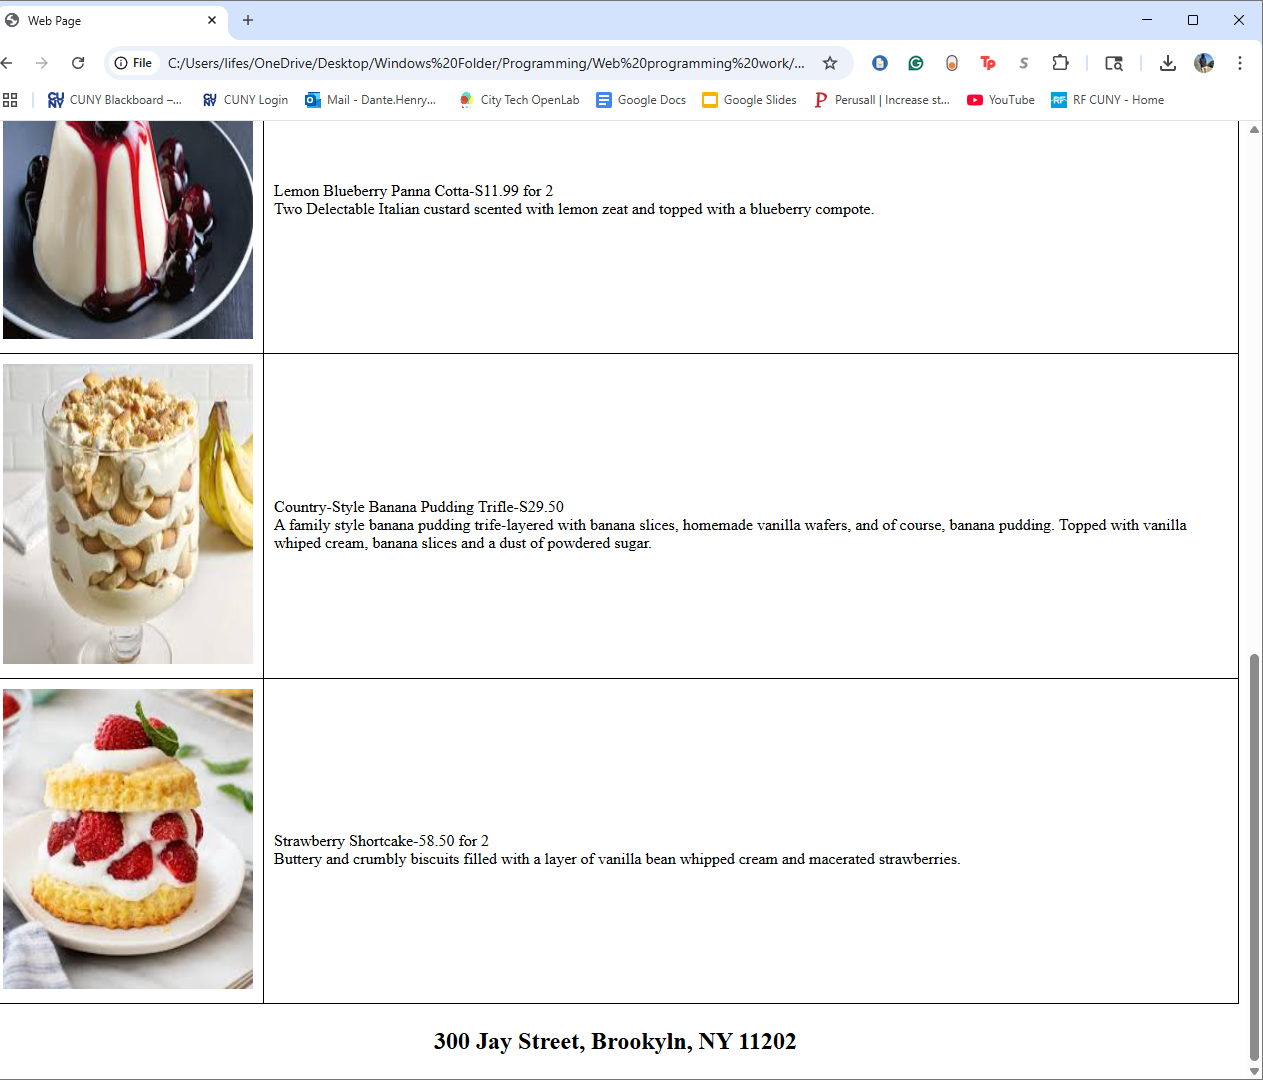 Web Page
File
C:/Users/lifes/OneDrive/Desktop/Windows%20Folder/Programming/Web%20programming%20work/...
CUNY Blackboard –...
CUNY Login
Mail - Dante.Henry...
City Tech OpenLab
Google Docs
Google Slides
Perusall | Increase st...
YouTube
RF CUNY - Home
Lemon Blueberry Panna Cotta-S11.99 for 2
Two Delectable Italian custard scented with lemon zeat and topped with a blueberry compote.
Country-Style Banana Pudding Trifle-S29.50
A family style banana pudding trife-layered with banana slices, homemade vanilla wafers, and of course, banana pudding. Topped with vanilla
whiped cream, banana slices and a dust of powdered sugar.
Strawberry Shortcake-58.50 for 2
Buttery and crumbly biscuits filled with a layer of vanilla bean whipped cream and macerated strawberries.
300 Jay Street, Brookyln, NY 11202